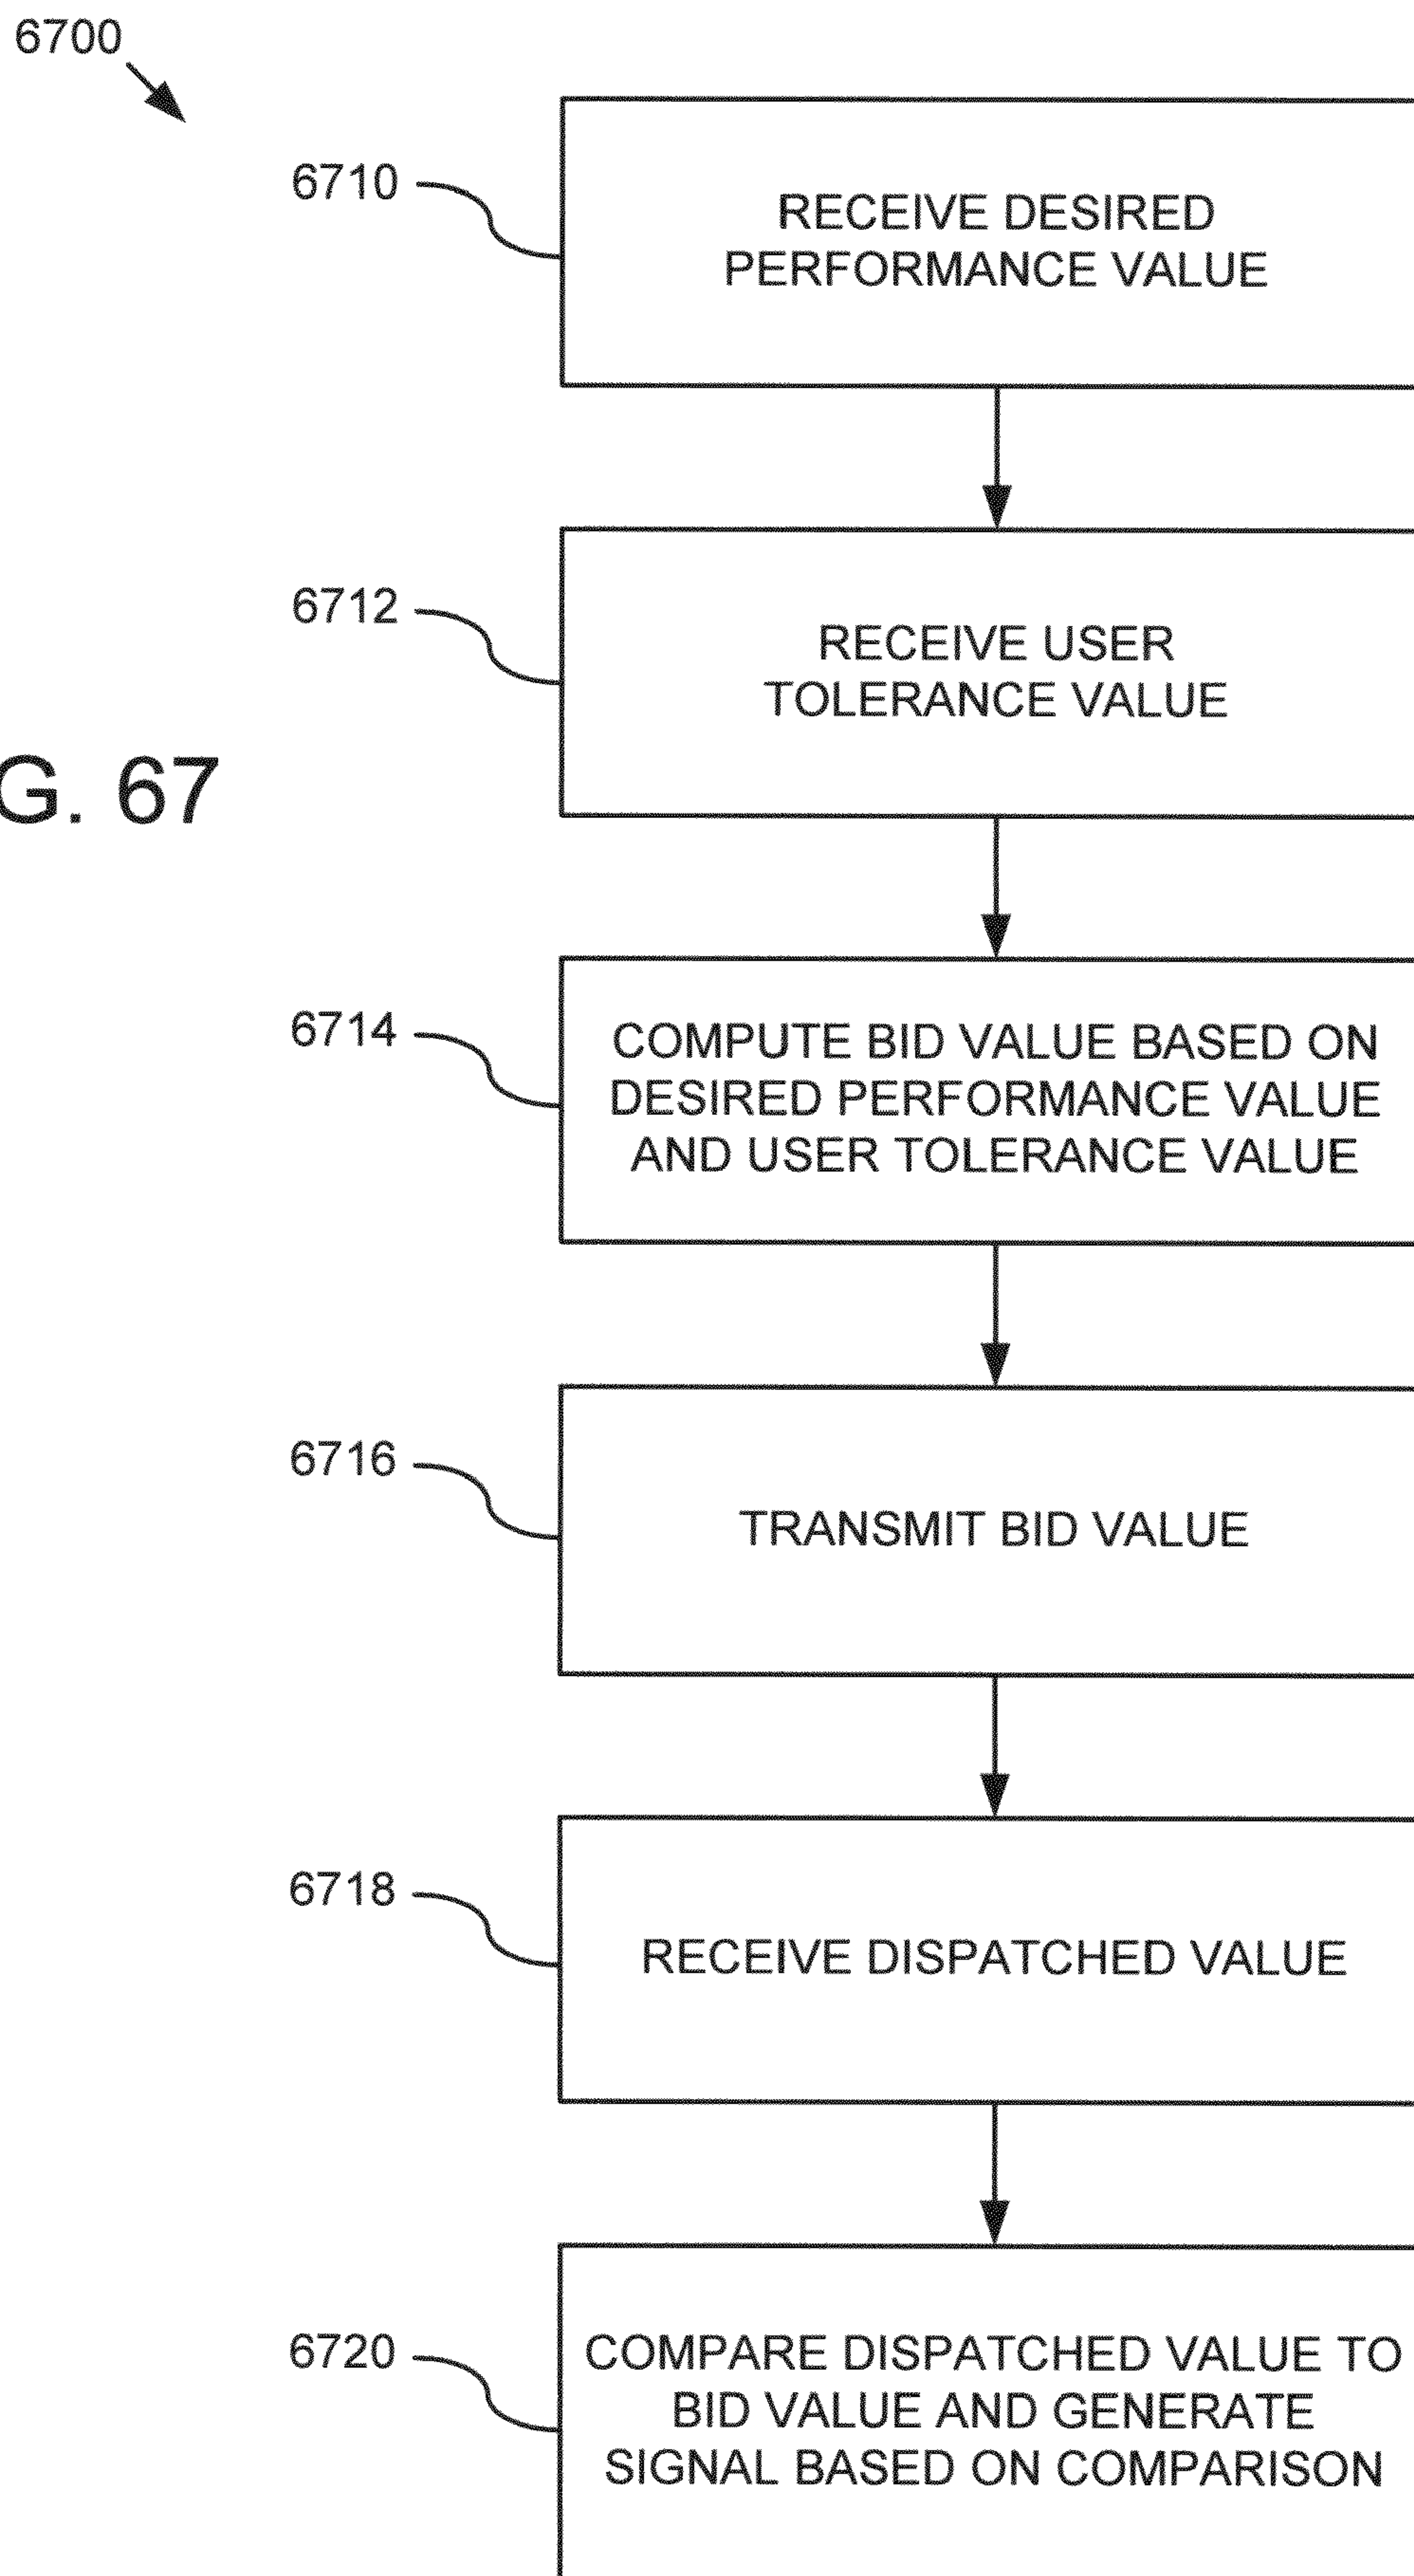 6700
6710
RECEIVE DESIRED
PERFORMANCE VALUE
6712
RECEIVE USER
TOLERANCE VALUE
G. 67
6714
COMPUTE BID VALUE BASED ON
DESIRED PERFORMANCE VALUE
AND USER TOLERANCE VALUE
6716
TRANSMIT BID VALUE
6718
RECEIVE DISPATCHED VALUE
6720
COMPARE DISPATCHED VALUE TO
BID VALUE AND GENERATE
SIGNAL BASED ON COMPARISON